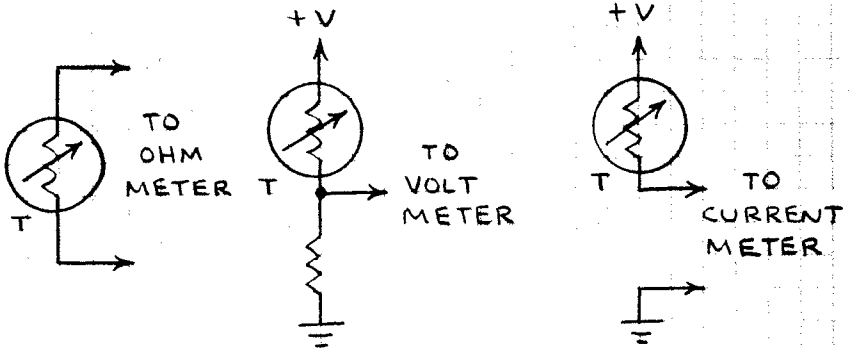 TO
OHM
METER
T
+V
T
TO
VOLT
METER
+V
T
TO
CURRENT
METER